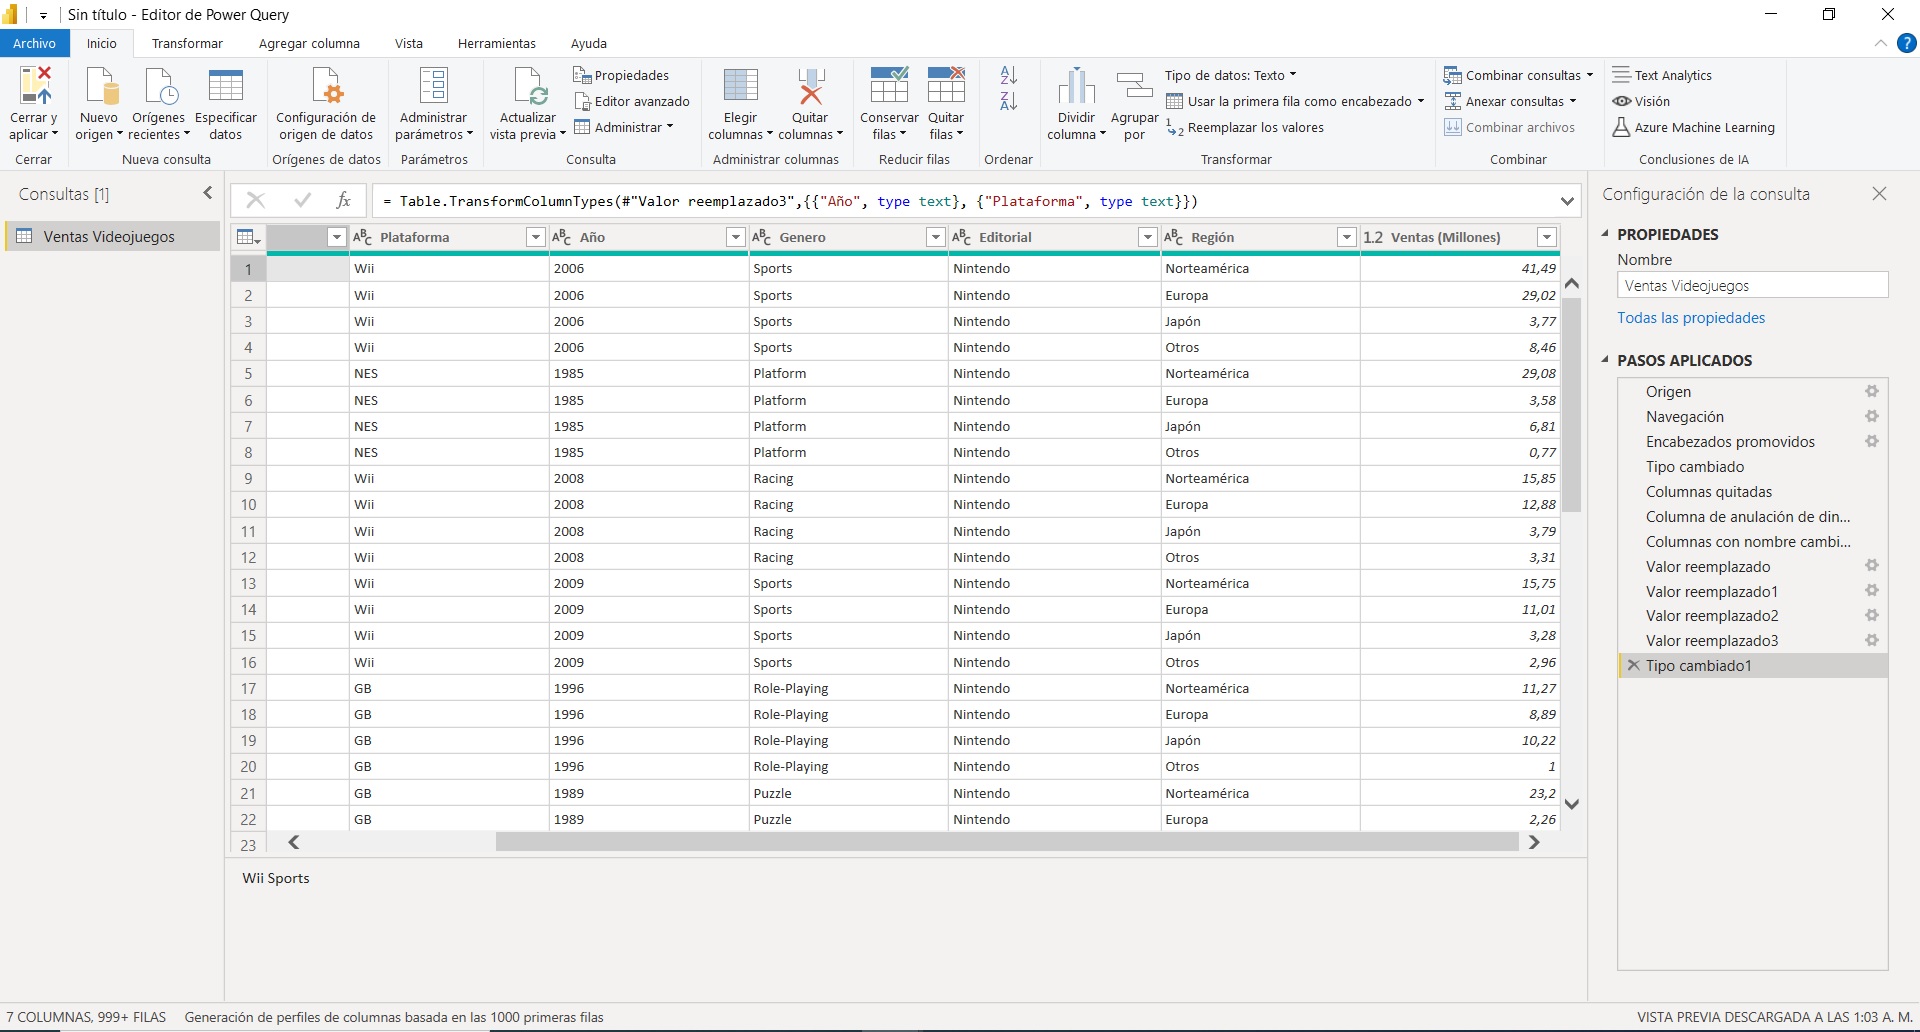 Sin título - Editor de Power Query
Archivo Inicio Transformar Agregar columna Vista Herramientas Ayuda
Cerrar y aplicar
Cerrar
Nuevo origen
Orígenes recientes
Especificar datos
Nueva consulta
Configuración de origen de datos
Orígenes de datos
Administrar parámetros
Parámetros
Actualizar vista previa
Propiedades
Editor avanzado
Administrar
Consulta
Elegir columnas
Quitar columnas
Administrar columnas
Conservar filas
Quitar filas
Reducir filas
Ordenar
Dividir columna
Agrupar por
Tipo de datos: Texto
Usar la primera fila como encabezado
Reemplazar los valores
Transformar
Combinar consultas
Anexar consultas
Combinar archivos
Combinar
Text Analytics
Visión
Azure Machine Learning
Conclusiones de IA
Consultas [1]
Ventas Videojuegos
fx = Table.TransformColumnTypes(#"Valor reemplazado3",{{"Año", type text}, {"Plataforma", type text}})
ABC Plataforma ABC Año ABC Genero ABC Editorial ABC Región 1.2 Ventas (Millones)
1 Wii 2006 Sports Nintendo Norteamérica 41,49
2 Wii 2006 Sports Nintendo Europa 29,02
3 Wii 2006 Sports Nintendo Japón 3,77
4 Wii 2006 Sports Nintendo Otros 8,46
5 NES 1985 Platform Nintendo Norteamérica 29,08
6 NES 1985 Platform Nintendo Europa 3,58
7 NES 1985 Platform Nintendo Japón 6,81
8 NES 1985 Platform Nintendo Otros 0,77
9 Wii 2008 Racing Nintendo Norteamérica 15,85
10 Wii 2008 Racing Nintendo Europa 12,88
11 Wii 2008 Racing Nintendo Japón 3,79
12 Wii 2008 Racing Nintendo Otros 3,31
13 Wii 2009 Sports Nintendo Norteamérica 15,75
14 Wii 2009 Sports Nintendo Europa 11,01
15 Wii 2009 Sports Nintendo Japón 3,28
16 Wii 2009 Sports Nintendo Otros 2,96
17 GB 1996 Role-Playing Nintendo Norteamérica 11,27
18 GB 1996 Role-Playing Nintendo Europa 8,89
19 GB 1996 Role-Playing Nintendo Japón 10,22
20 GB 1996 Role-Playing Nintendo Otros 1
21 GB 1989 Puzzle Nintendo Norteamérica 23,2
22 GB 1989 Puzzle Nintendo Europa 2,26
23
Wii Sports
Configuración de la consulta
PROPIEDADES
Nombre
Ventas Videojuegos
Todas las propiedades
PASOS APLICADOS
Origen
Navegación
Encabezados promovidos
Tipo cambiado
Columnas quitadas
Columna de anulación de din...
Columnas con nombre cambi...
Valor reemplazado
Valor reemplazado1
Valor reemplazado2
Valor reemplazado3
Tipo cambiado1
7 COLUMNAS, 999+ FILAS Generación de perfiles de columnas basada en las 1000 primeras filas
VISTA PREVIA DESCARGADA A LAS 1:03 A. M.